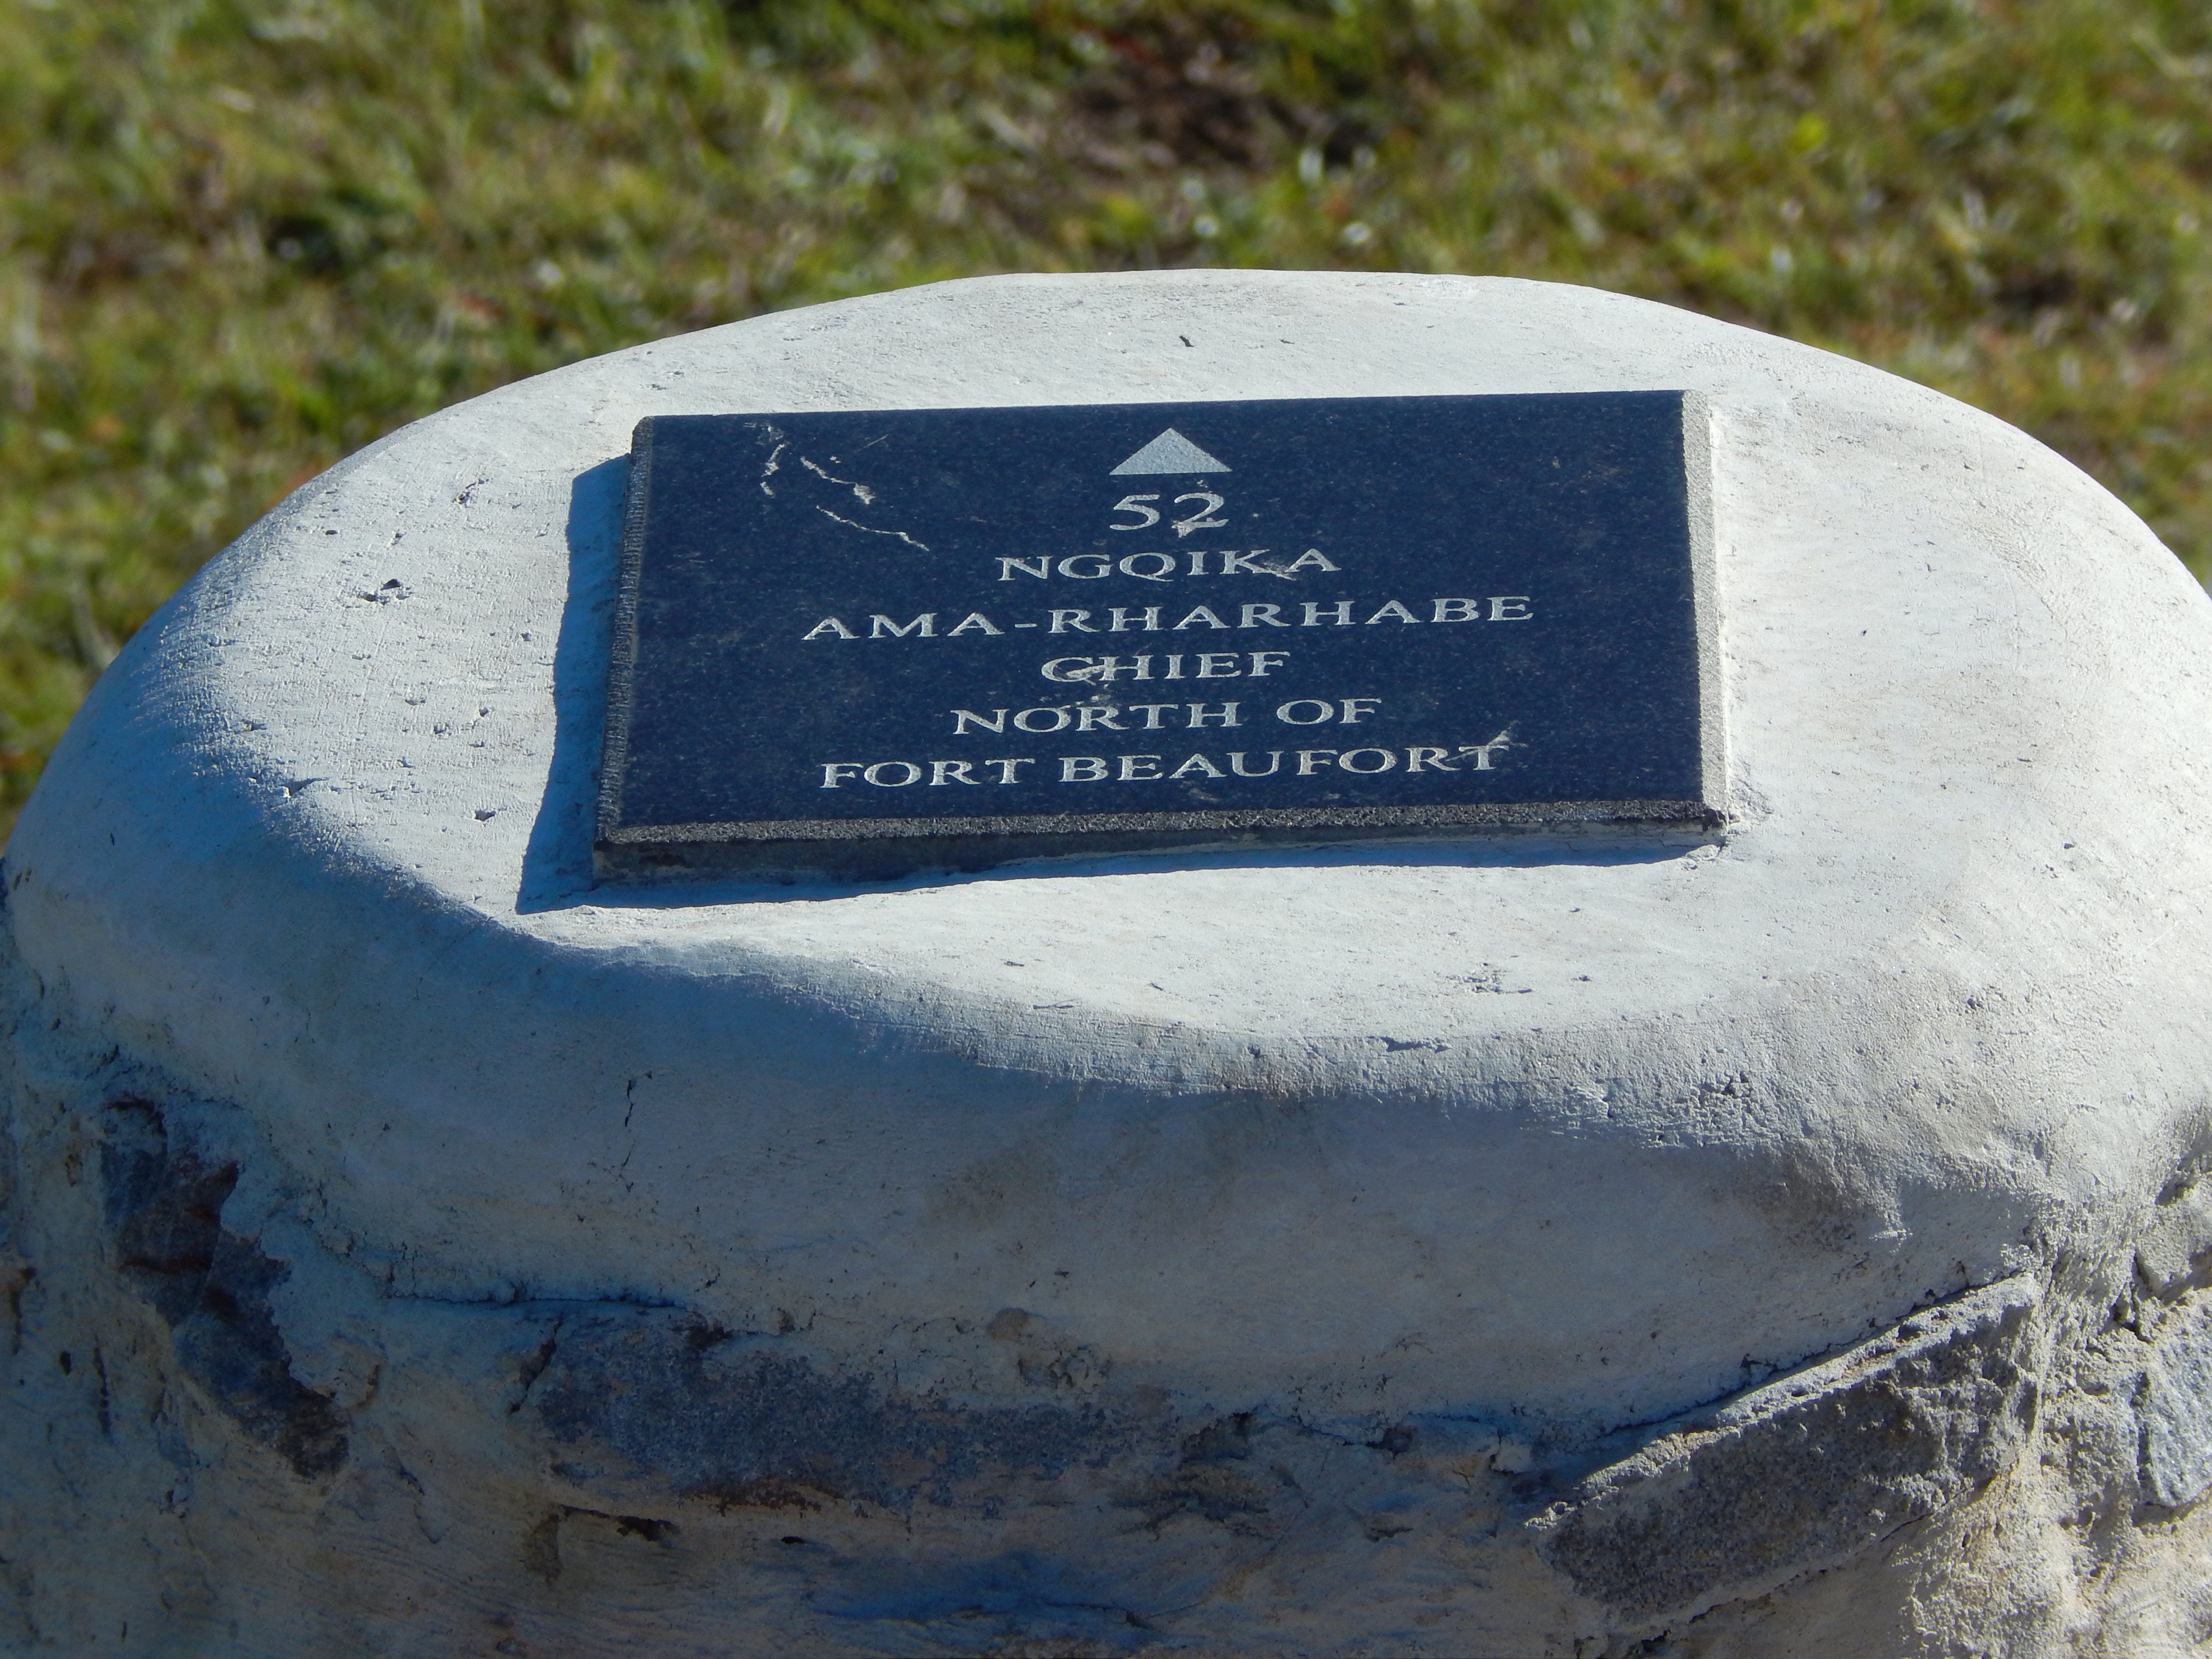 52
NGQIKA
AMA-RHARHABE
CHIEF
NORTH OF
FORT BEAUFORT